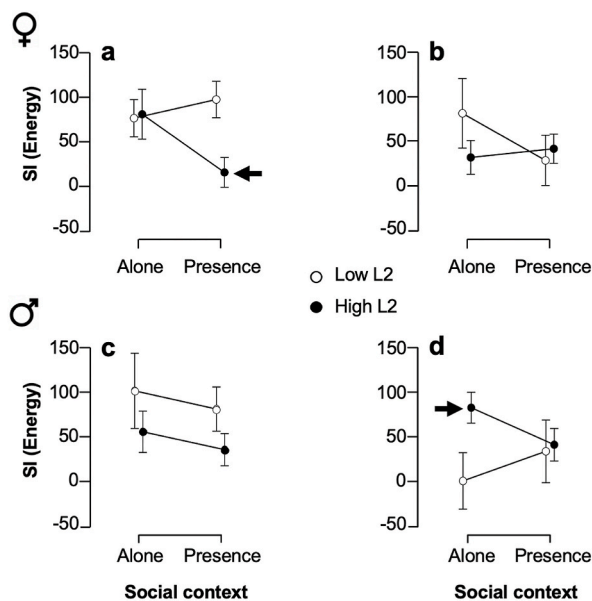 ♀
a
150
100
50
0
-50
SI (Energy)
Alone Presence
b
150
100
50
0
-50
Alone Presence
Low L2
High L2
♂
c
150
100
50
0
-50
SI (Energy)
Alone Presence
Social context
d
150
100
50
0
-50
Alone Presence
Social context